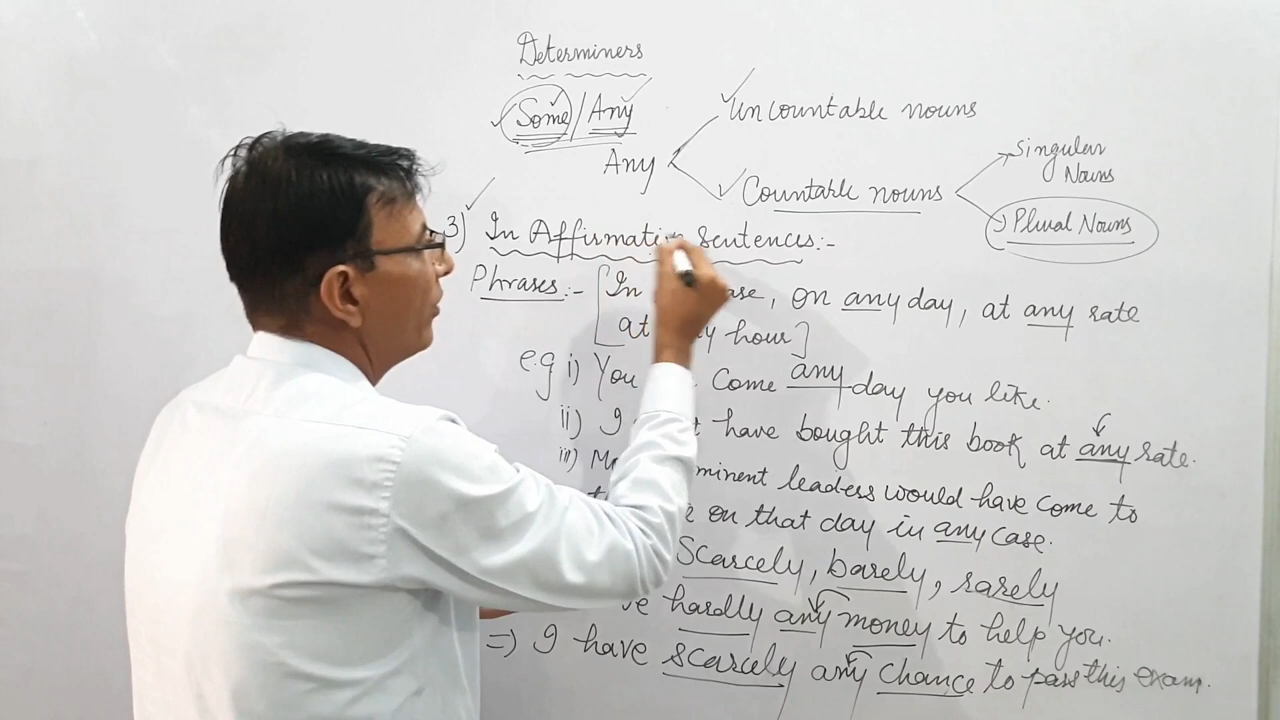 Determiners
Some / Any
Any
Uncountable nouns
Countable nouns
Singular
Nouns
Plural Nouns
3) In Affirmative Sentences:-
Phrases:- [In case, on any day, at any rate
at hour]
e.g i) You Come any day you like.
ii) I have bought this book at any rate.
iii) leaders would have come to
on that day in any case.
Scarcely, barely, rarely
hardly any money to help you.
=) I have scarcely any chance to pass this exam.